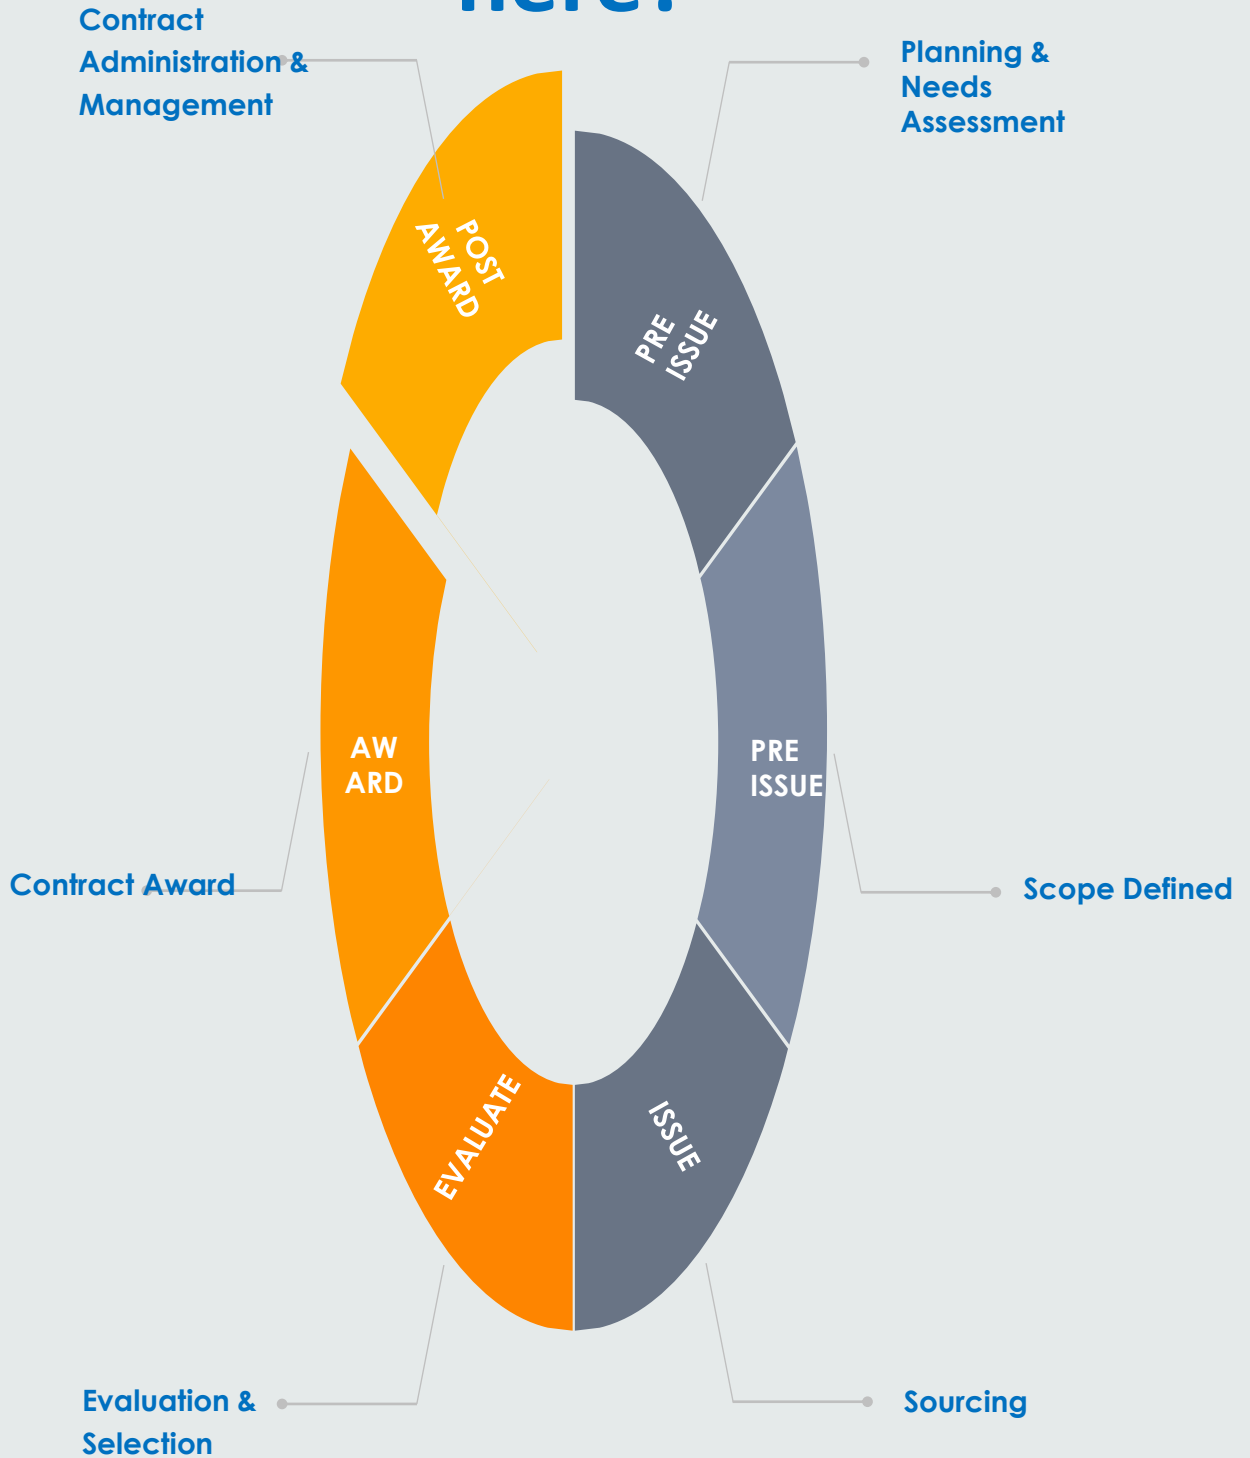 here?
Contract
Administration &
Management
Planning &
Needs
Assessment
POST
AWARD
PRE
ISSUE
AW
ARD
PRE
ISSUE
Contract Award
Scope Defined
EVALUATE
ISSUE
Evaluation &
Selection
Sourcing